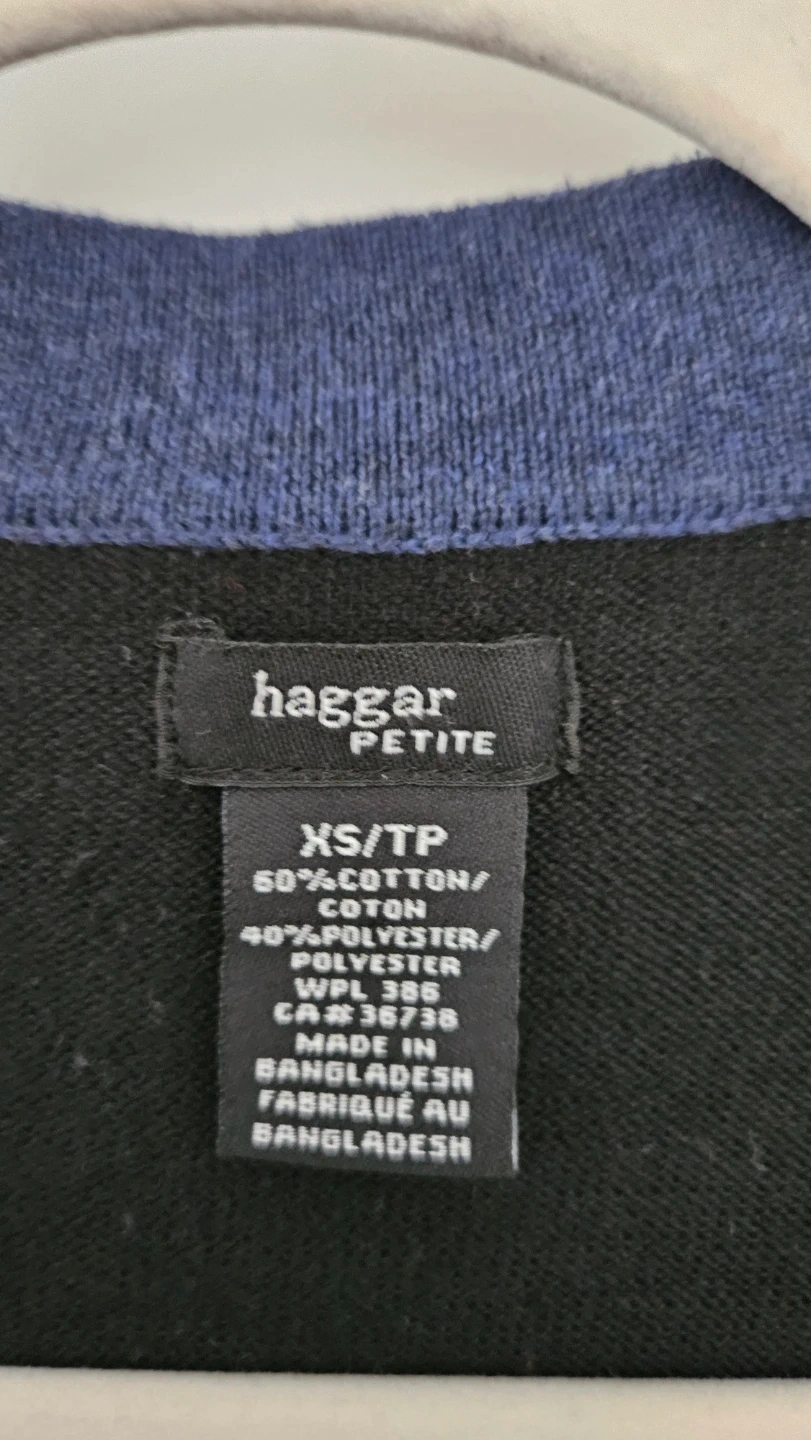 haggar
PETITE
XS/TP
60%COTTON/
COTON
40%POLYESTER/
POLYESTER
WPL 386
CA#36738
MADE IN
BANGLADESH
FABRIQUÉ AU
BANGLADESH